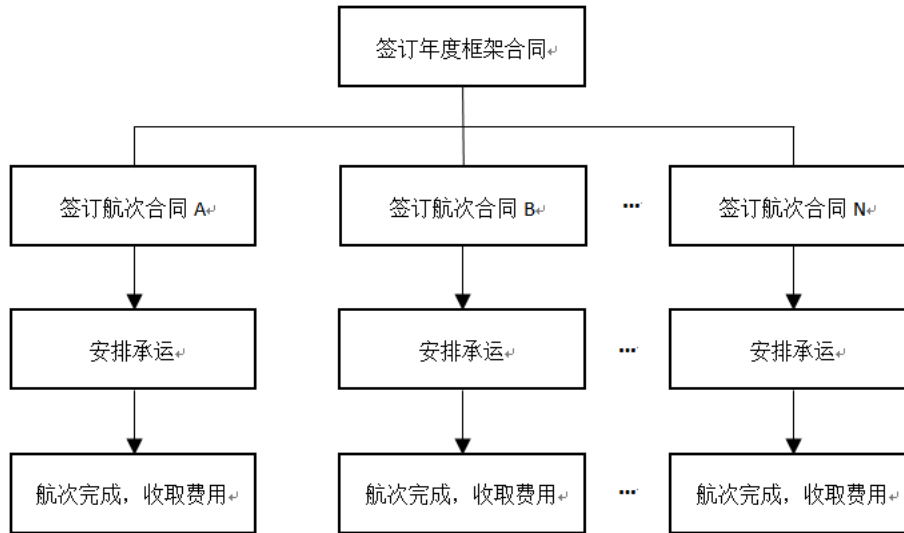 签订年度框架合同
签订航次合同 A
签订航次合同 B
…
签订航次合同 N
安排承运
安排承运
…
安排承运
航次完成，收取费用
航次完成，收取费用
…
航次完成，收取费用